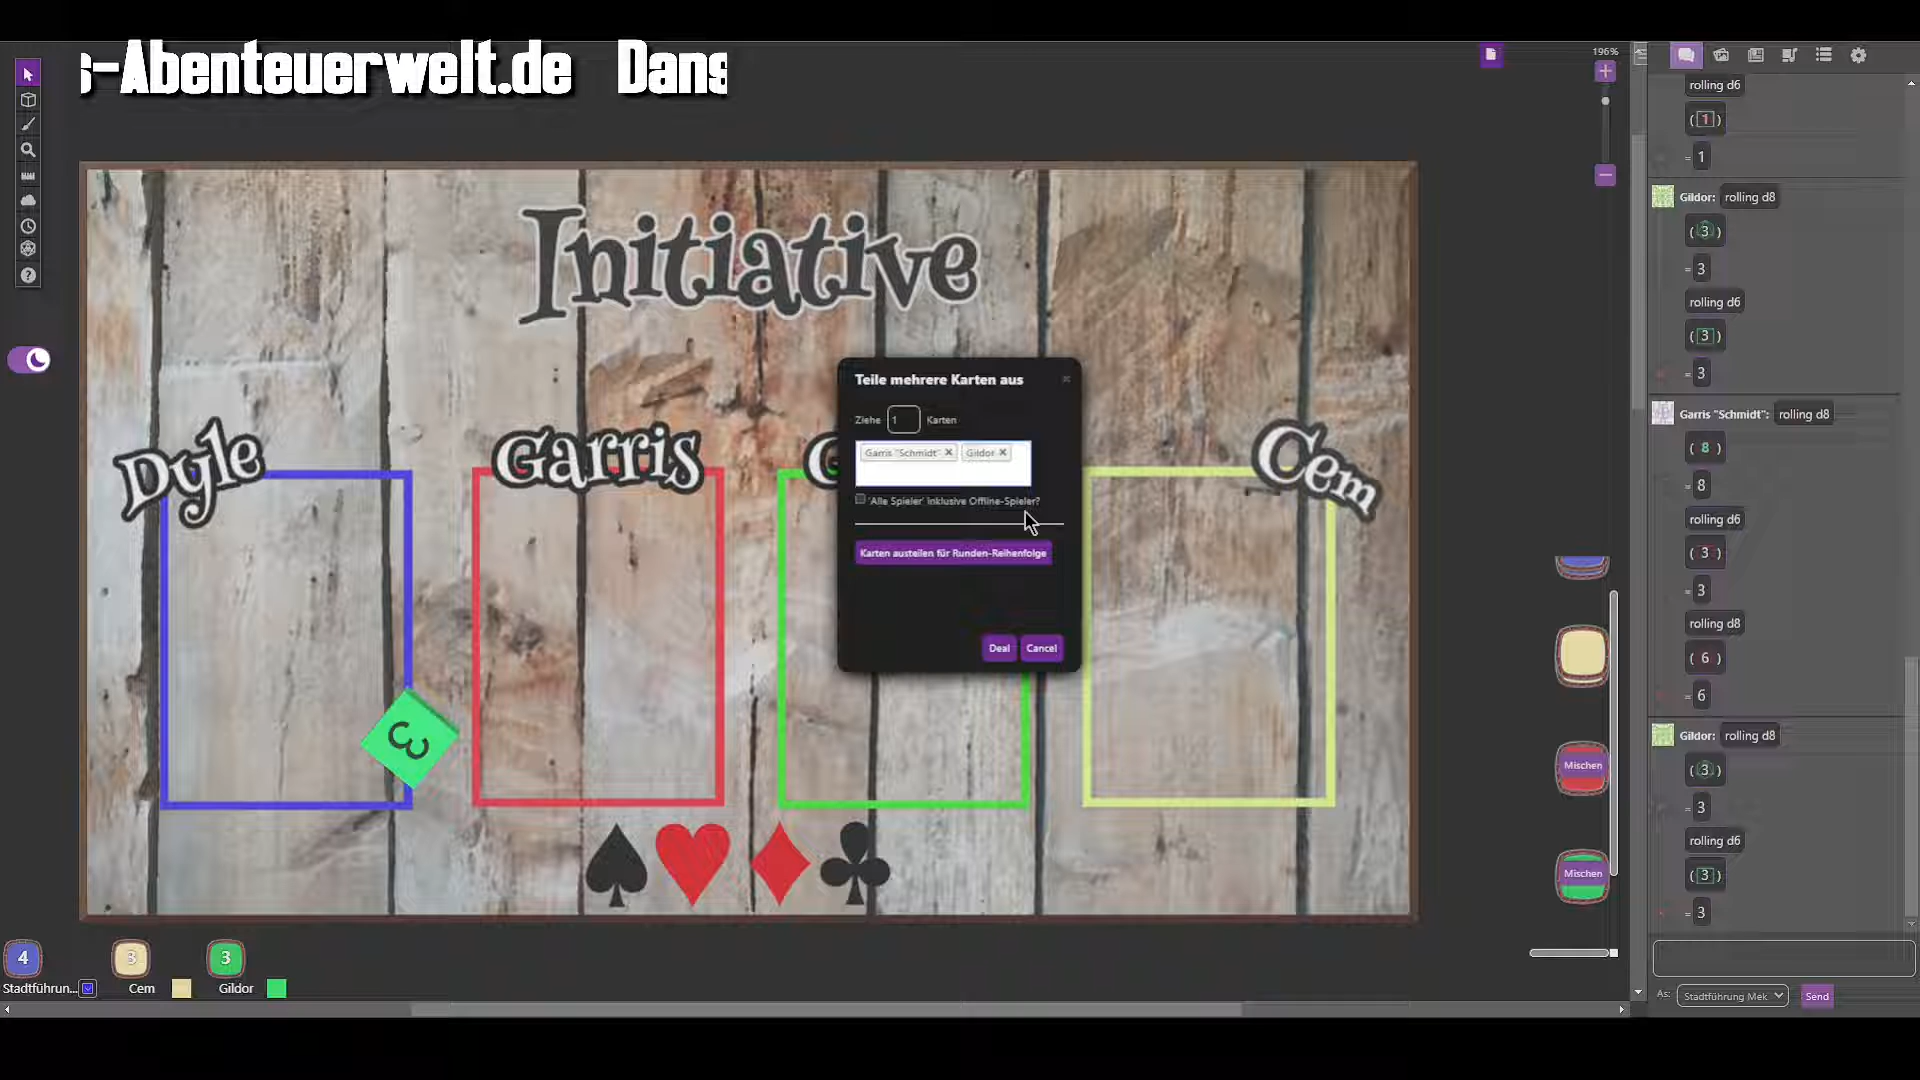 s-Abenteuerwelt.de Dans
196%
rolling d6
(1)
= 1
Gildor: rolling d8
(3)
= 3
rolling d6
(3)
= 3
Garris "Schmidt": rolling d8
(8)
= 8
rolling d6
(3)
= 3
rolling d8
(6)
= 6
Gildor: rolling d8
(3)
= 3
rolling d6
(3)
= 3
As: Stadtführung Mek
Send
Initiative
Dyle
Garris
G
Cem
3
Teile mehrere Karten aus
Ziehe 1 Karten
Garris "Schmidt" Gildor
'Alle Spieler' inklusive Offline-Spieler?
Karten austeilen für Runden-Reihenfolge
Deal Cancel
Mischen
Mischen
4 3 3
Stadtführun... Cem Gildor